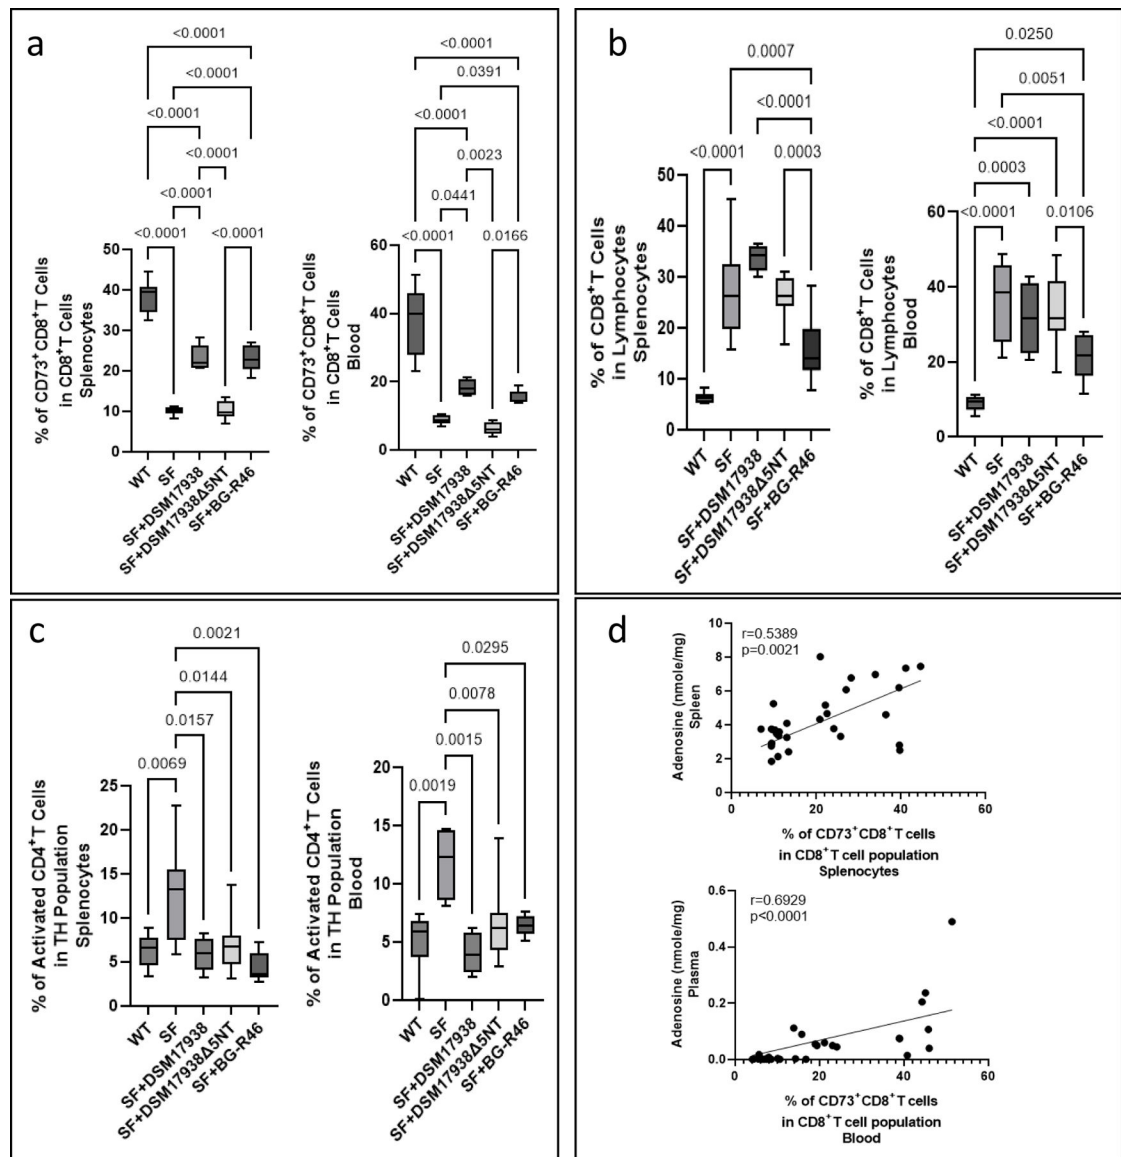 a
% of CD73⁺CD8⁺T Cells
in CD8⁺T Cells
Splenocytes
<0.0001
<0.0001
<0.0001
<0.0001
<0.0001
<0.0001
<0.0001
50
40
30
20
10
0
WT
SF
SF+DSM17938
SF+DSM17938Δ5NT
SF+BG-R46
% of CD73⁺CD8⁺T Cells
in CD8⁺T Cells
Blood
<0.0001
0.0391
<0.0001
0.0023
0.0441
<0.0001
0.0166
60
40
20
0
WT
SF
SF+DSM17938
SF+DSM17938Δ5NT
SF+BG-R46
b
% of CD8⁺T Cells
in Lymphocytes
Splenocytes
0.0007
<0.0001
<0.0001
0.0003
50
40
30
20
10
0
WT
SF
SF+DSM17938
SF+DSM17938Δ5NT
SF+BG-R46
% of CD8⁺T Cells
in Lymphocytes
Blood
0.0250
0.0051
<0.0001
0.0003
<0.0001
0.0106
60
40
20
0
WT
SF
SF+DSM17938
SF+DSM17938Δ5NT
SF+BG-R46
c
% of Activated CD4⁺T Cells
in TH Population
Splenocytes
0.0021
0.0144
0.0157
0.0069
25
20
15
10
5
0
WT
SF
SF+DSM17938
SF+DSM17938Δ5NT
SF+BG-R46
% of Activated CD4⁺T Cells
in TH Population
Blood
0.0295
0.0078
0.0015
0.0019
20
15
10
5
0
WT
SF
SF+DSM17938
SF+DSM17938Δ5NT
SF+BG-R46
d
Adenosine (nmole/mg)
Spleen
r=0.5389
p=0.0021
10
8
6
4
2
0
0
20
40
60
% of CD73⁺CD8⁺T cells
in CD8⁺T cell population
Splenocytes
Adenosine (nmole/mg)
Plasma
r=0.6929
p<0.0001
0.6
0.4
0.2
0.0
0
20
40
60
% of CD73⁺CD8⁺T cells
in CD8⁺T cell population
Blood